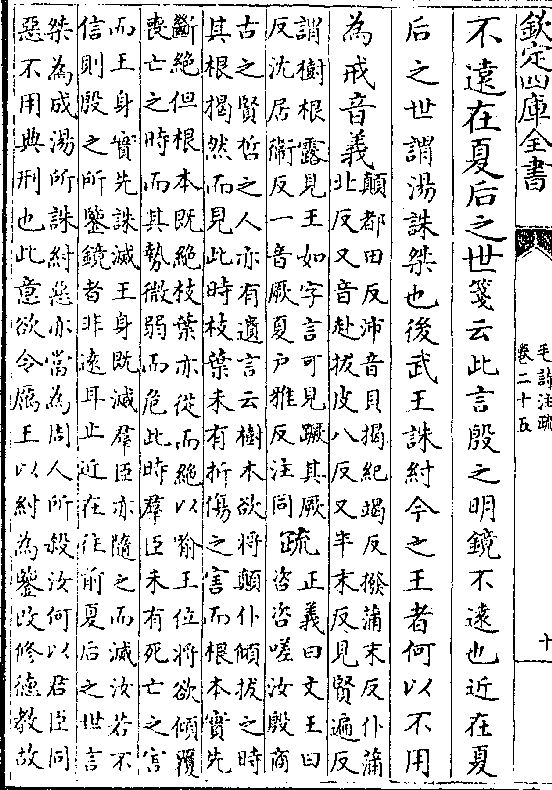 欽定四庫全書
毛詩注疏
卷二十五
十
不遠在夏后之世箋云此言殷之明鏡不遠也近在夏
后之世謂湯誅桀也後武王誅紂今之王者何以不用
為戒音義
顛都田反沛音貝揭紀竭反撥蒲末反仆蒲
北反又音赴拔皮八反又半末反見賢遍反
謂樹根露見王如字言可見蹶其厥
反沈居衛反一音厥夏户雅反注同
疏
正義曰文王曰
咨咨嗟汝殷商
古之賢哲之人亦有遺言云樹木欲將顛仆傾拔之時
其根揭然而見此時枝葉未有折傷之害而根本實先
斷絶但根本既絶枝葉亦從而絶以喻王位將欲傾覆
喪亡之時而其勢微弱而危此時羣臣未有死亡之害
而王身實先誅滅王身既滅羣臣亦隨之而滅汝若不
信則殷之所鑒鏡者非遠耳止近在往前夏后之世言
桀為成湯所誅紂惡亦當為周人所殺汝何以君臣同
惡不用典刑也此意欲令厲王以紂為鑒改修德教故